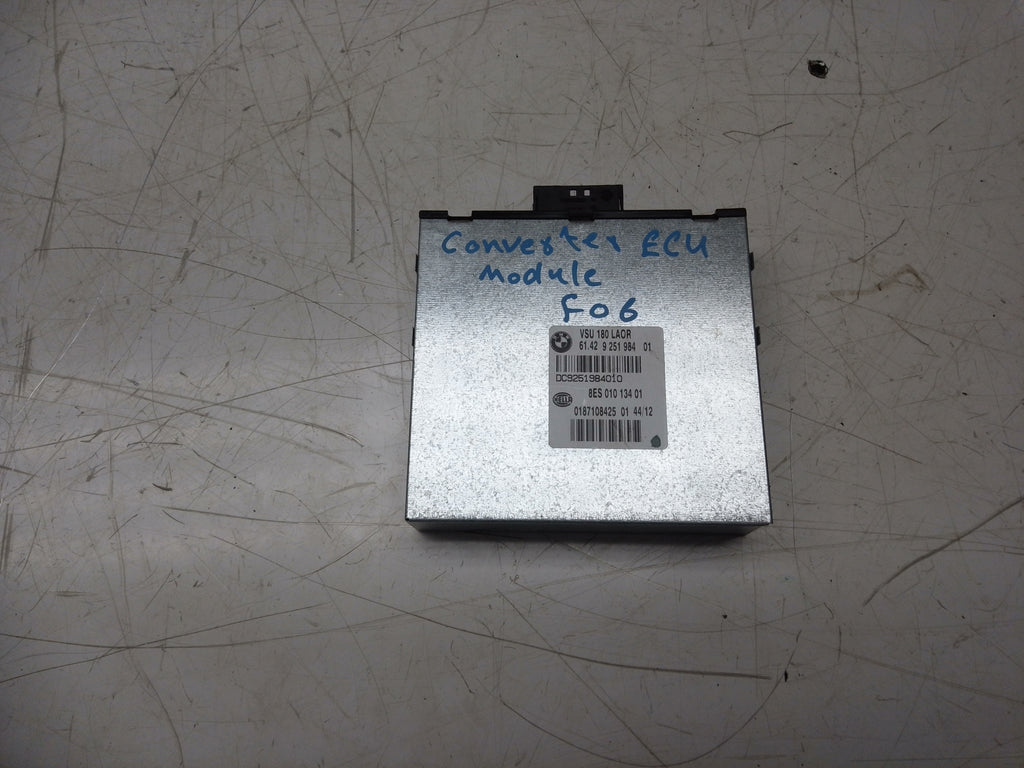 Converter ECU
Module
F06
VSU 180 LAOR
61.42 9 251 984 01
DC9251984010
8ES 010 134 01
HELLA
0187108425 01 44/12